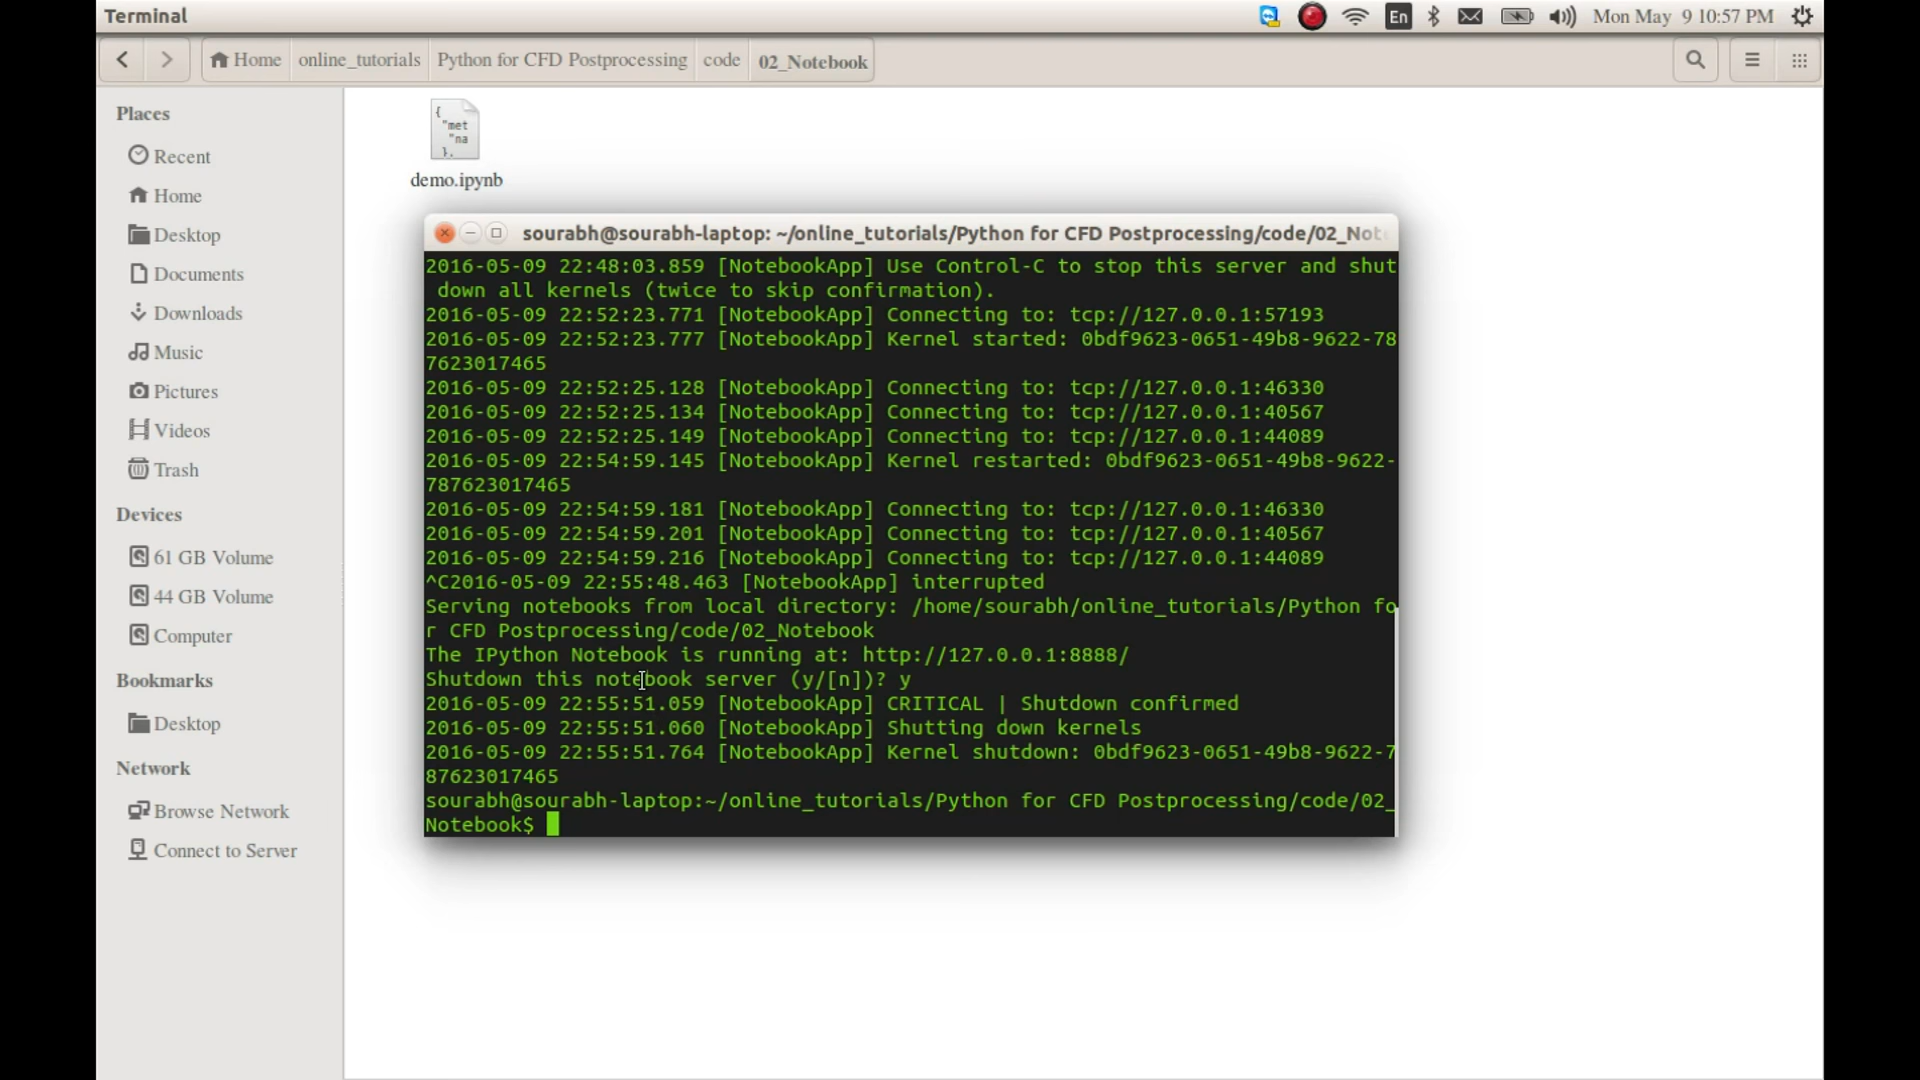 Terminal
En
Mon May 9 10:57 PM
Home online_tutorials Python for CFD Postprocessing code 02_Notebook
Places
Recent
Home
Desktop
Documents
Downloads
Music
Pictures
Videos
Trash
Devices
61 GB Volume
44 GB Volume
Computer
Bookmarks
Desktop
Network
Browse Network
Connect to Server
{
"met
"na
},
demo.ipynb
sourabh@sourabh-laptop: ~/online_tutorials/Python for CFD Postprocessing/code/02_Not
2016-05-09 22:48:03.859 [NotebookApp] Use Control-C to stop this server and shut
down all kernels (twice to skip confirmation).
2016-05-09 22:52:23.771 [NotebookApp] Connecting to: tcp://127.0.0.1:57193
2016-05-09 22:52:23.777 [NotebookApp] Kernel started: 0bdf9623-0651-49b8-9622-78
7623017465
2016-05-09 22:52:25.128 [NotebookApp] Connecting to: tcp://127.0.0.1:46330
2016-05-09 22:52:25.134 [NotebookApp] Connecting to: tcp://127.0.0.1:40567
2016-05-09 22:52:25.149 [NotebookApp] Connecting to: tcp://127.0.0.1:44089
2016-05-09 22:54:59.145 [NotebookApp] Kernel restarted: 0bdf9623-0651-49b8-9622-
787623017465
2016-05-09 22:54:59.181 [NotebookApp] Connecting to: tcp://127.0.0.1:46330
2016-05-09 22:54:59.201 [NotebookApp] Connecting to: tcp://127.0.0.1:40567
2016-05-09 22:54:59.216 [NotebookApp] Connecting to: tcp://127.0.0.1:44089
^C2016-05-09 22:55:48.463 [NotebookApp] interrupted
Serving notebooks from local directory: /home/sourabh/online_tutorials/Python fo
r CFD Postprocessing/code/02_Notebook
The IPython Notebook is running at: http://127.0.0.1:8888/
Shutdown this notebook server (y/[n])? y
2016-05-09 22:55:51.059 [NotebookApp] CRITICAL | Shutdown confirmed
2016-05-09 22:55:51.060 [NotebookApp] Shutting down kernels
2016-05-09 22:55:51.764 [NotebookApp] Kernel shutdown: 0bdf9623-0651-49b8-9622-7
87623017465
sourabh@sourabh-laptop:~/online_tutorials/Python for CFD Postprocessing/code/02_
Notebook$